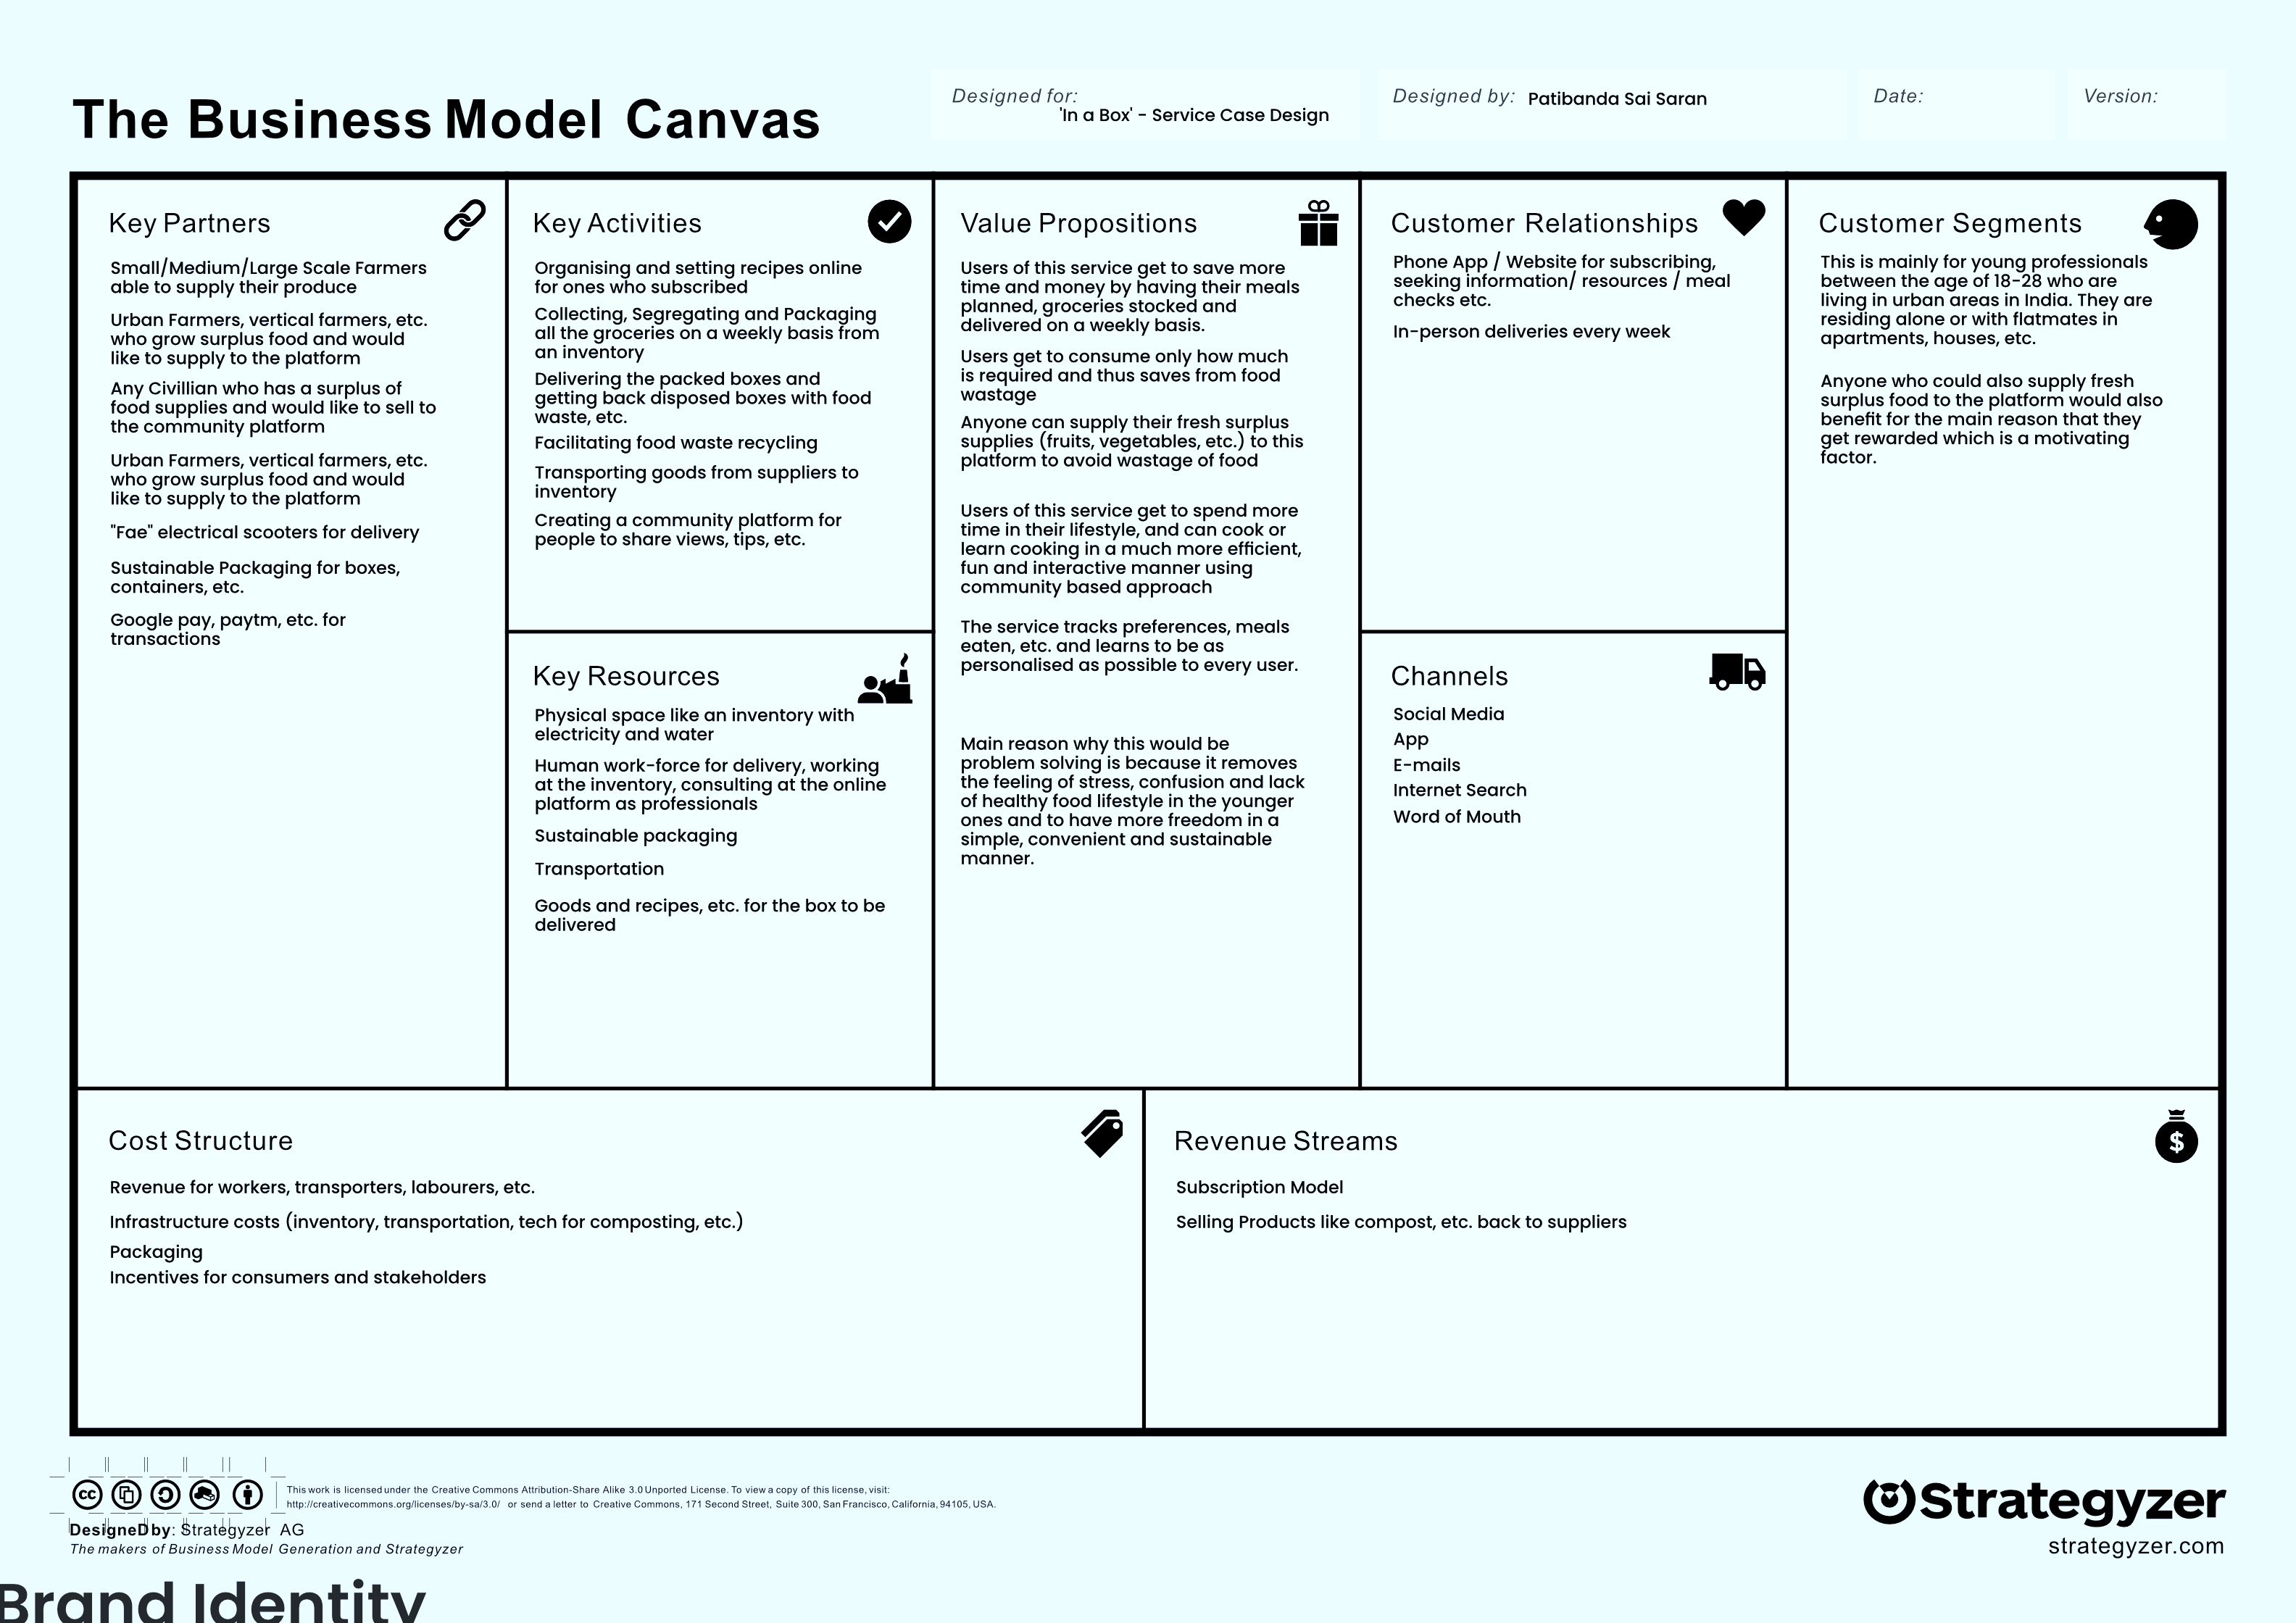 The Business Model Canvas
Designed for:
'In a Box' - Service Case Design
Designed by: Patibanda Sai Saran
Date:
Version:
Key Partners
Small/Medium/Large Scale Farmers
able to supply their produce
Urban Farmers, vertical farmers, etc.
who grow surplus food and would
like to supply to the platform
Any Civillian who has a surplus of
food supplies and would like to sell to
the community platform
Urban Farmers, vertical farmers, etc.
who grow surplus food and would
like to supply to the platform
"Fae" electrical scooters for delivery
Sustainable Packaging for boxes,
containers, etc.
Google pay, paytm, etc. for
transactions
Key Activities
Organising and setting recipes online
for ones who subscribed
Collecting, Segregating and Packaging
all the groceries on a weekly basis from
an inventory
Delivering the packed boxes and
getting back disposed boxes with food
waste, etc.
Facilitating food waste recycling
Transporting goods from suppliers to
inventory
Creating a community platform for
people to share views, tips, etc.
Key Resources
Physical space like an inventory with
electricity and water
Human work-force for delivery, working
at the inventory, consulting at the online
platform as professionals
Sustainable packaging
Transportation
Goods and recipes, etc. for the box to be
delivered
Value Propositions
Users of this service get to save more
time and money by having their meals
planned, groceries stocked and
delivered on a weekly basis.
Users get to consume only how much
is required and thus saves from food
wastage
Anyone can supply their fresh surplus
supplies (fruits, vegetables, etc.) to this
platform to avoid wastage of food
Users of this service get to spend more
time in their lifestyle, and can cook or
learn cooking in a much more efficient,
fun and interactive manner using
community based approach
The service tracks preferences, meals
eaten, etc. and learns to be as
personalised as possible to every user.
Main reason why this would be
problem solving is because it removes
the feeling of stress, confusion and lack
of healthy food lifestyle in the younger
ones and to have more freedom in a
simple, convenient and sustainable
manner.
Customer Relationships
Phone App / Website for subscribing,
seeking information/ resources / meal
checks etc.
In-person deliveries every week
Channels
Social Media
App
E-mails
Internet Search
Word of Mouth
Customer Segments
This is mainly for young professionals
between the age of 18-28 who are
living in urban areas in India. They are
residing alone or with flatmates in
apartments, houses, etc.
Anyone who could also supply fresh
surplus food to the platform would also
benefit for the main reason that they
get rewarded which is a motivating
factor.
Cost Structure
Revenue for workers, transporters, labourers, etc.
Infrastructure costs (inventory, transportation, tech for composting, etc.)
Packaging
Incentives for consumers and stakeholders
Revenue Streams
Subscription Model
Selling Products like compost, etc. back to suppliers
$
cc
This work is licensed under the Creative Commons Attribution-Share Alike 3.0 Unported License. To view a copy of this license, visit:
http://creativecommons.org/licenses/by-sa/3.0/ or send a letter to Creative Commons, 171 Second Street, Suite 300, San Francisco, California, 94105, USA.
DesigneD by: Strategyzer AG
The makers of Business Model Generation and Strategyzer
Strategyzer
strategyzer.com
Brand Identity